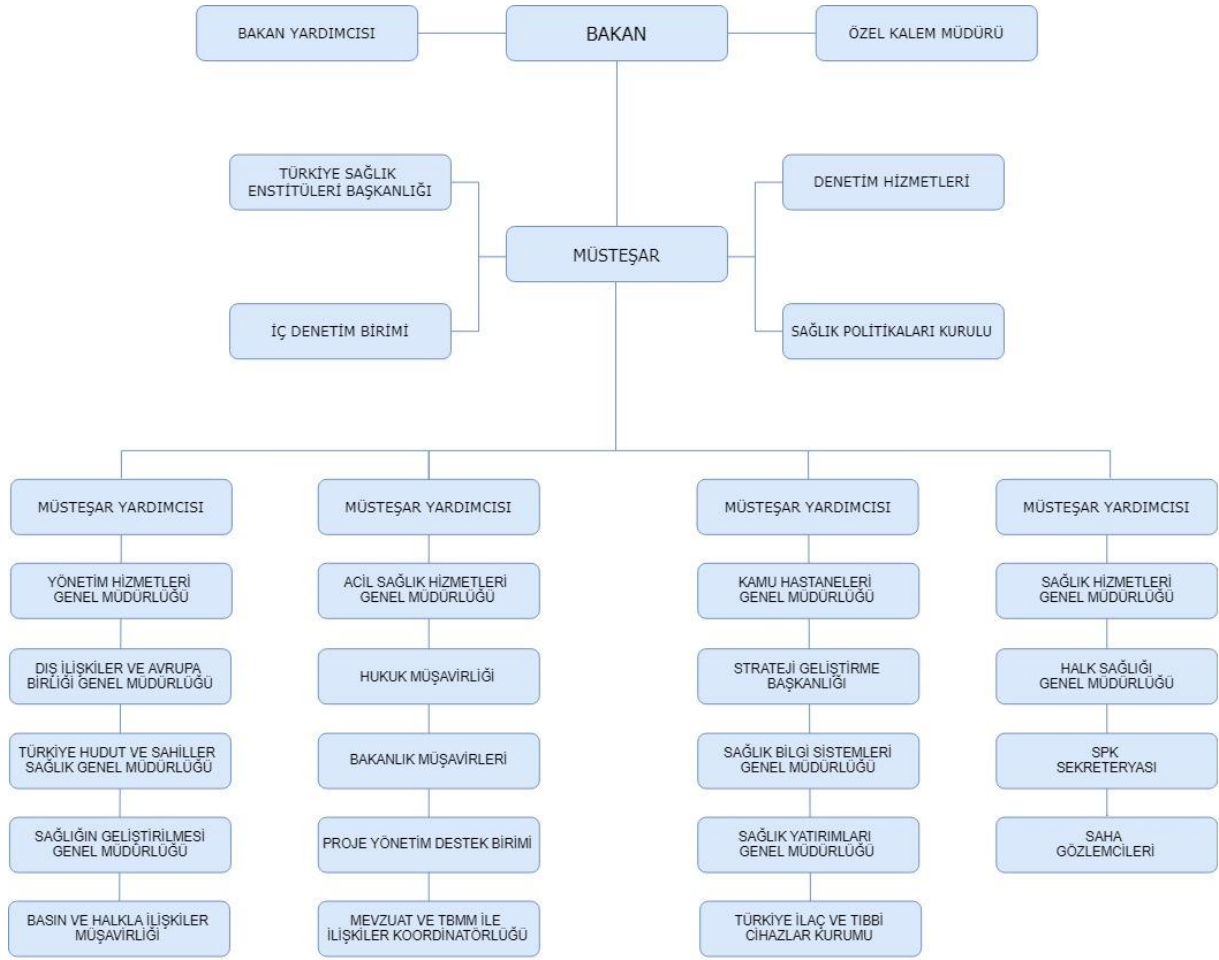 BAKAN YARDIMCISI
BAKAN
ÖZEL KALEM MÜDÜRÜ
TÜRKİYE SAĞLIK
ENSTİTÜLERİ BAŞKANLIĞI
DENETİM HİZMETLERİ
MÜSTEŞAR
İÇ DENETİM BİRİMİ
SAĞLIK POLİTİKALARI KURULU
MÜSTEŞAR YARDIMCISI
YÖNETİM HİZMETLERİ
GENEL MÜDÜRLÜĞÜ
DIŞ İLİŞKİLER VE AVRUPA
BİRLİĞİ GENEL MÜDÜRLÜĞÜ
TÜRKİYE HUDUT VE SAHİLLER
SAĞLIK GENEL MÜDÜRLÜĞÜ
SAĞLIĞIN GELİŞTİRİLMESİ
GENEL MÜDÜRLÜĞÜ
BASIN VE HALKLA İLİŞKİLER
MÜŞAVİRLİĞİ
MÜSTEŞAR YARDIMCISI
ACİL SAĞLIK HİZMETLERİ
GENEL MÜDÜRLÜĞÜ
HUKUK MÜŞAVİRLİĞİ
BAKANLIK MÜŞAVİRLERİ
PROJE YÖNETİM DESTEK BİRİMİ
MEVZUAT VE TBMM İLE
İLİŞKİLER KOORDİNATÖRLÜĞÜ
MÜSTEŞAR YARDIMCISI
KAMU HASTANELERİ
GENEL MÜDÜRLÜĞÜ
STRATEJİ GELİŞTİRME
BAŞKANLIĞI
SAĞLIK BİLGİ SİSTEMLERİ
GENEL MÜDÜRLÜĞÜ
SAĞLIK YATIRIMLARI
GENEL MÜDÜRLÜĞÜ
TÜRKİYE İLAÇ VE TIBBİ
CİHAZLAR KURUMU
MÜSTEŞAR YARDIMCISI
SAĞLIK HİZMETLERİ
GENEL MÜDÜRLÜĞÜ
HALK SAĞLIĞI
GENEL MÜDÜRLÜĞÜ
SPK
SEKRETERYASI
SAHA
GÖZLEMCİLERİ